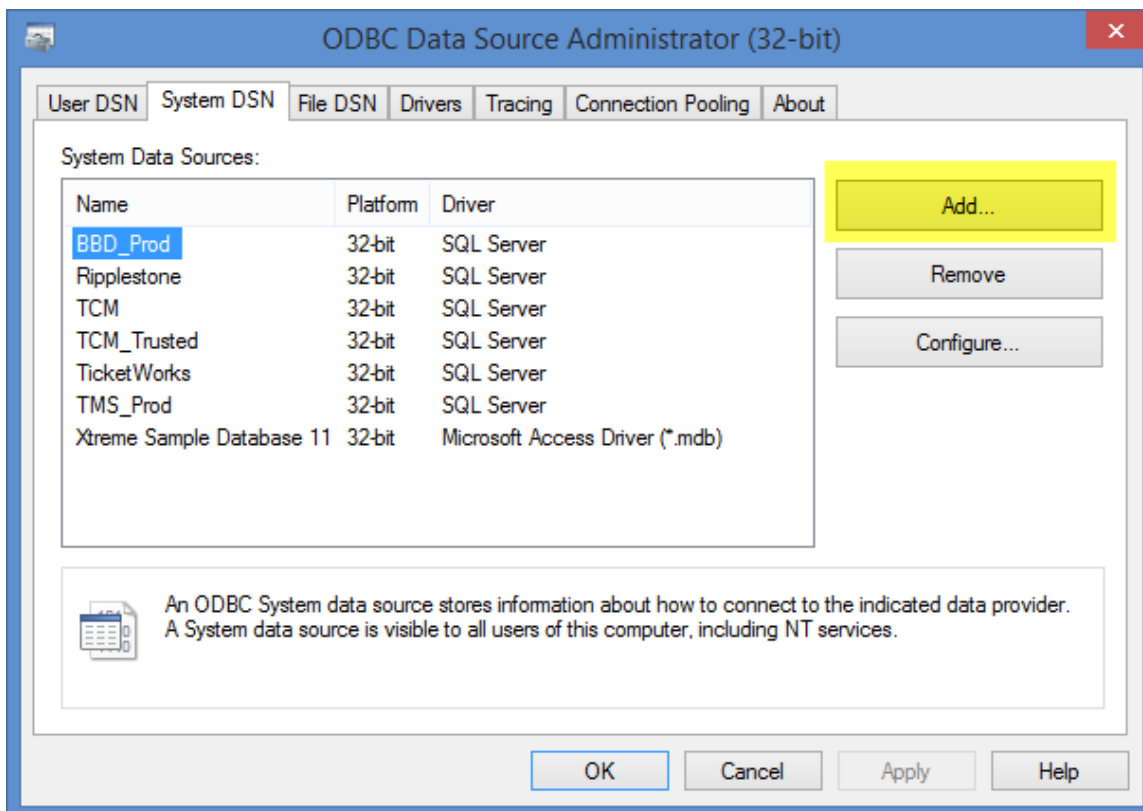 ODBC Data Source Administrator (32-bit)
User DSN System DSN File DSN Drivers Tracing Connection Pooling About
System Data Sources:
Name Platform Driver
BBD_Prod 32-bit SQL Server
Ripplestone 32-bit SQL Server
TCM 32-bit SQL Server
TCM_Trusted 32-bit SQL Server
TicketWorks 32-bit SQL Server
TMS_Prod 32-bit SQL Server
Xtreme Sample Database 11 32-bit Microsoft Access Driver (*.mdb)
Add...
Remove
Configure...
An ODBC System data source stores information about how to connect to the indicated data provider.
A System data source is visible to all users of this computer, including NT services.
OK Cancel Apply Help